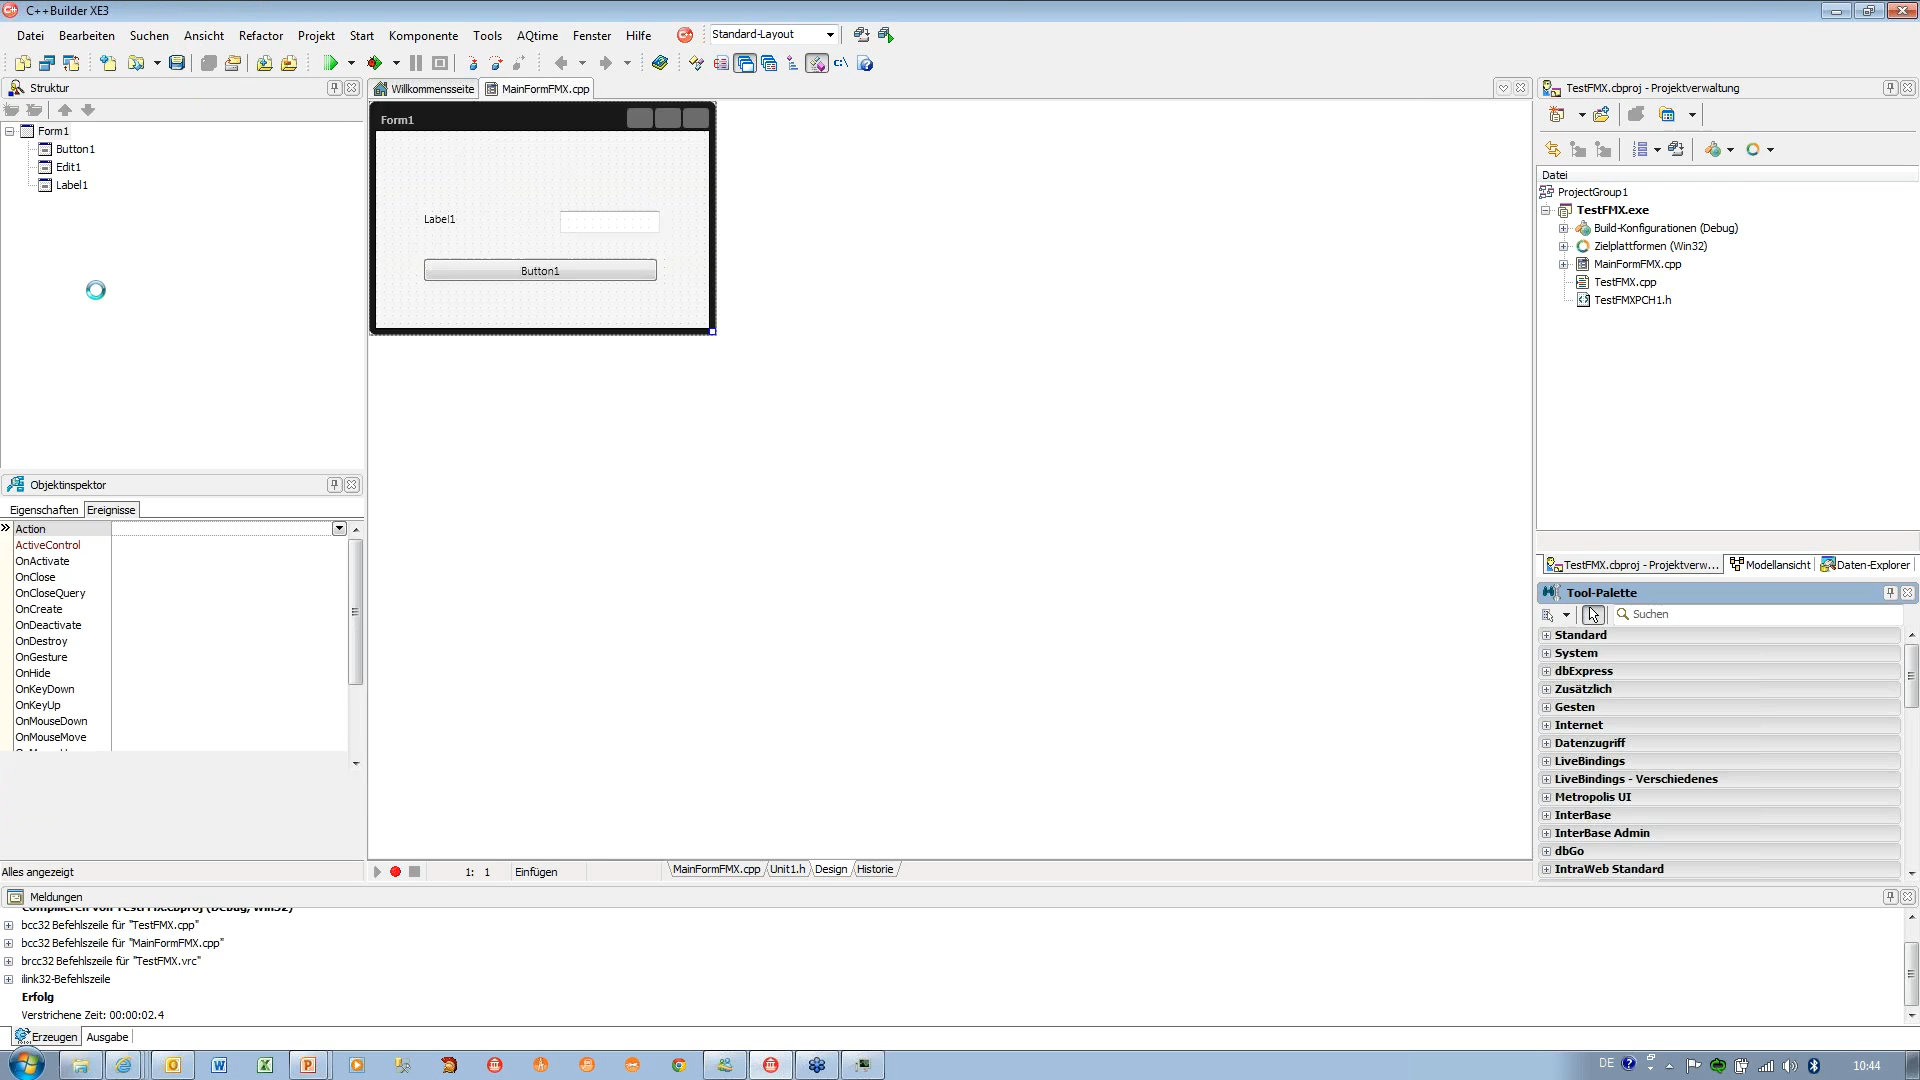 C++Builder XE3
Datei Bearbeiten Suchen Ansicht Refactor Projekt Start Komponente Tools AQtime Fenster Hilfe Standard-Layout
Struktur
Form1
Button1
Edit1
Label1
Objektinspektor
Eigenschaften Ereignisse
Action
ActiveControl
OnActivate
OnClose
OnCloseQuery
OnCreate
OnDeactivate
OnDestroy
OnGesture
OnHide
OnKeyDown
OnKeyUp
OnMouseDown
OnMouseMove
Alles angezeigt
Willkommensseite MainFormFMX.cpp
Form1
Label1
Button1
1: 1 Einfügen
MainFormFMX.cpp Unit1.h Design Historie
TestFMX.cbproj - Projektverwaltung
Datei
ProjectGroup1
TestFMX.exe
Build-Konfigurationen (Debug)
Zielplattformen (Win32)
MainFormFMX.cpp
TestFMX.cpp
TestFMXPCH1.h
TestFMX.cbproj - Projektverw... Modellansicht Daten-Explorer
Tool-Palette
Suchen
Standard
System
dbExpress
Zusätzlich
Gesten
Internet
Datenzugriff
LiveBindings
LiveBindings - Verschiedenes
Metropolis UI
InterBase
InterBase Admin
dbGo
IntraWeb Standard
Meldungen
Compilieren von TestFMX.cbproj (Debug, Win32)
bcc32 Befehlszeile für "TestFMX.cpp"
bcc32 Befehlszeile für "MainFormFMX.cpp"
brcc32 Befehlszeile für "TestFMX.vrc"
ilink32-Befehlszeile
Erfolg
Verstrichene Zeit: 00:00:02.4
Erzeugen Ausgabe
DE 10:44